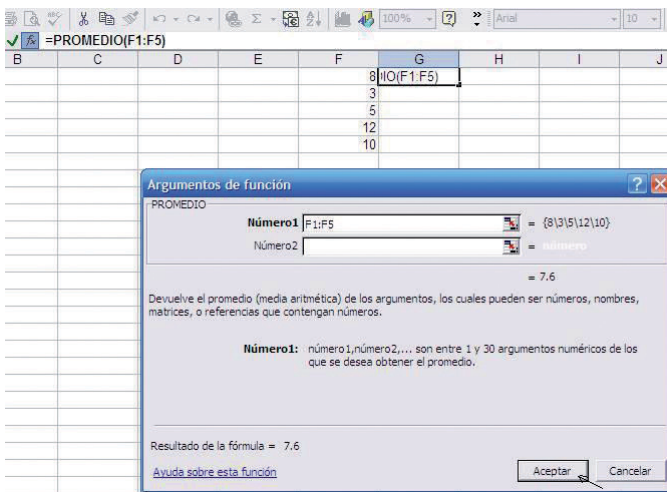 100% Arial 10
=PROMEDIO(F1:F5)
B C D E F G H I J
8 IO(F1:F5)
3
5
12
10
Argumentos de función
PROMEDIO
Número1 F1:F5 = {8\3\5\12\10}
Número2 = número
= 7.6
Devuelve el promedio (media aritmética) de los argumentos, los cuales pueden ser números, nombres,
matrices, o referencias que contengan números.
Número1: número1,número2,... son entre 1 y 30 argumentos numéricos de los
que se desea obtener el promedio.
Resultado de la fórmula = 7.6
Ayuda sobre esta función Aceptar Cancelar